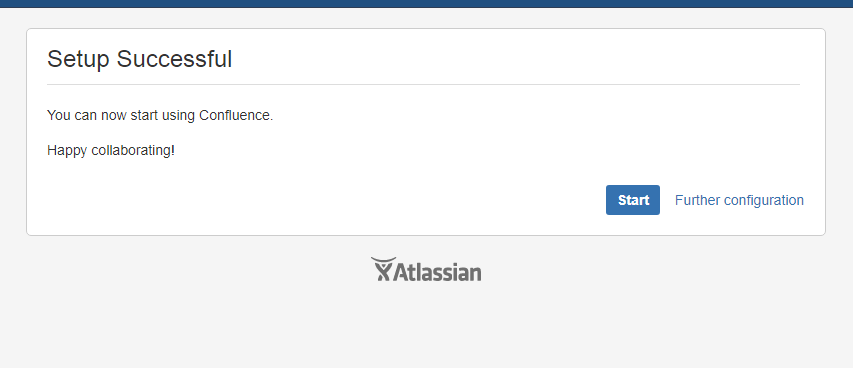 Setup Successful
You can now start using Confluence.
Happy collaborating!
Start
Further configuration
Atlassian